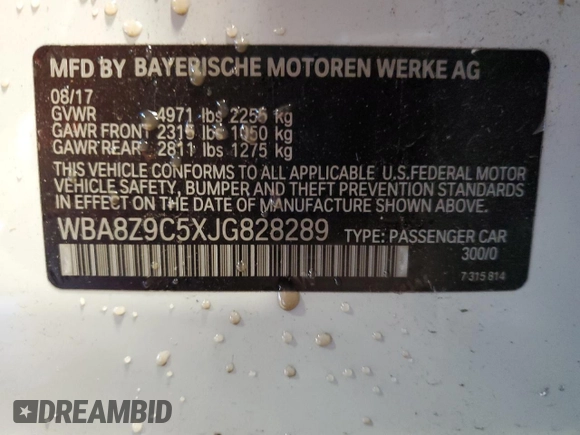 MFD BY BAYERISCHE MOTOREN WERKE AG
08/17
GVWR 4971 lbs 2255 kg
GAWR FRONT 2315 lbs 1050 kg
GAWR REAR 2811 lbs 1275 kg
THIS VEHICLE CONFORMS TO ALL APPLICABLE U.S.FEDERAL MOTOR
VEHICLE SAFETY, BUMPER AND THEFT PREVENTION STANDARDS
IN EFFECT ON THE DATE OF MANUFACTURE SHOWN ABOVE.
WBA8Z9C5XJG828289 TYPE: PASSENGER CAR
300/0
7 315 814
DREAMBID